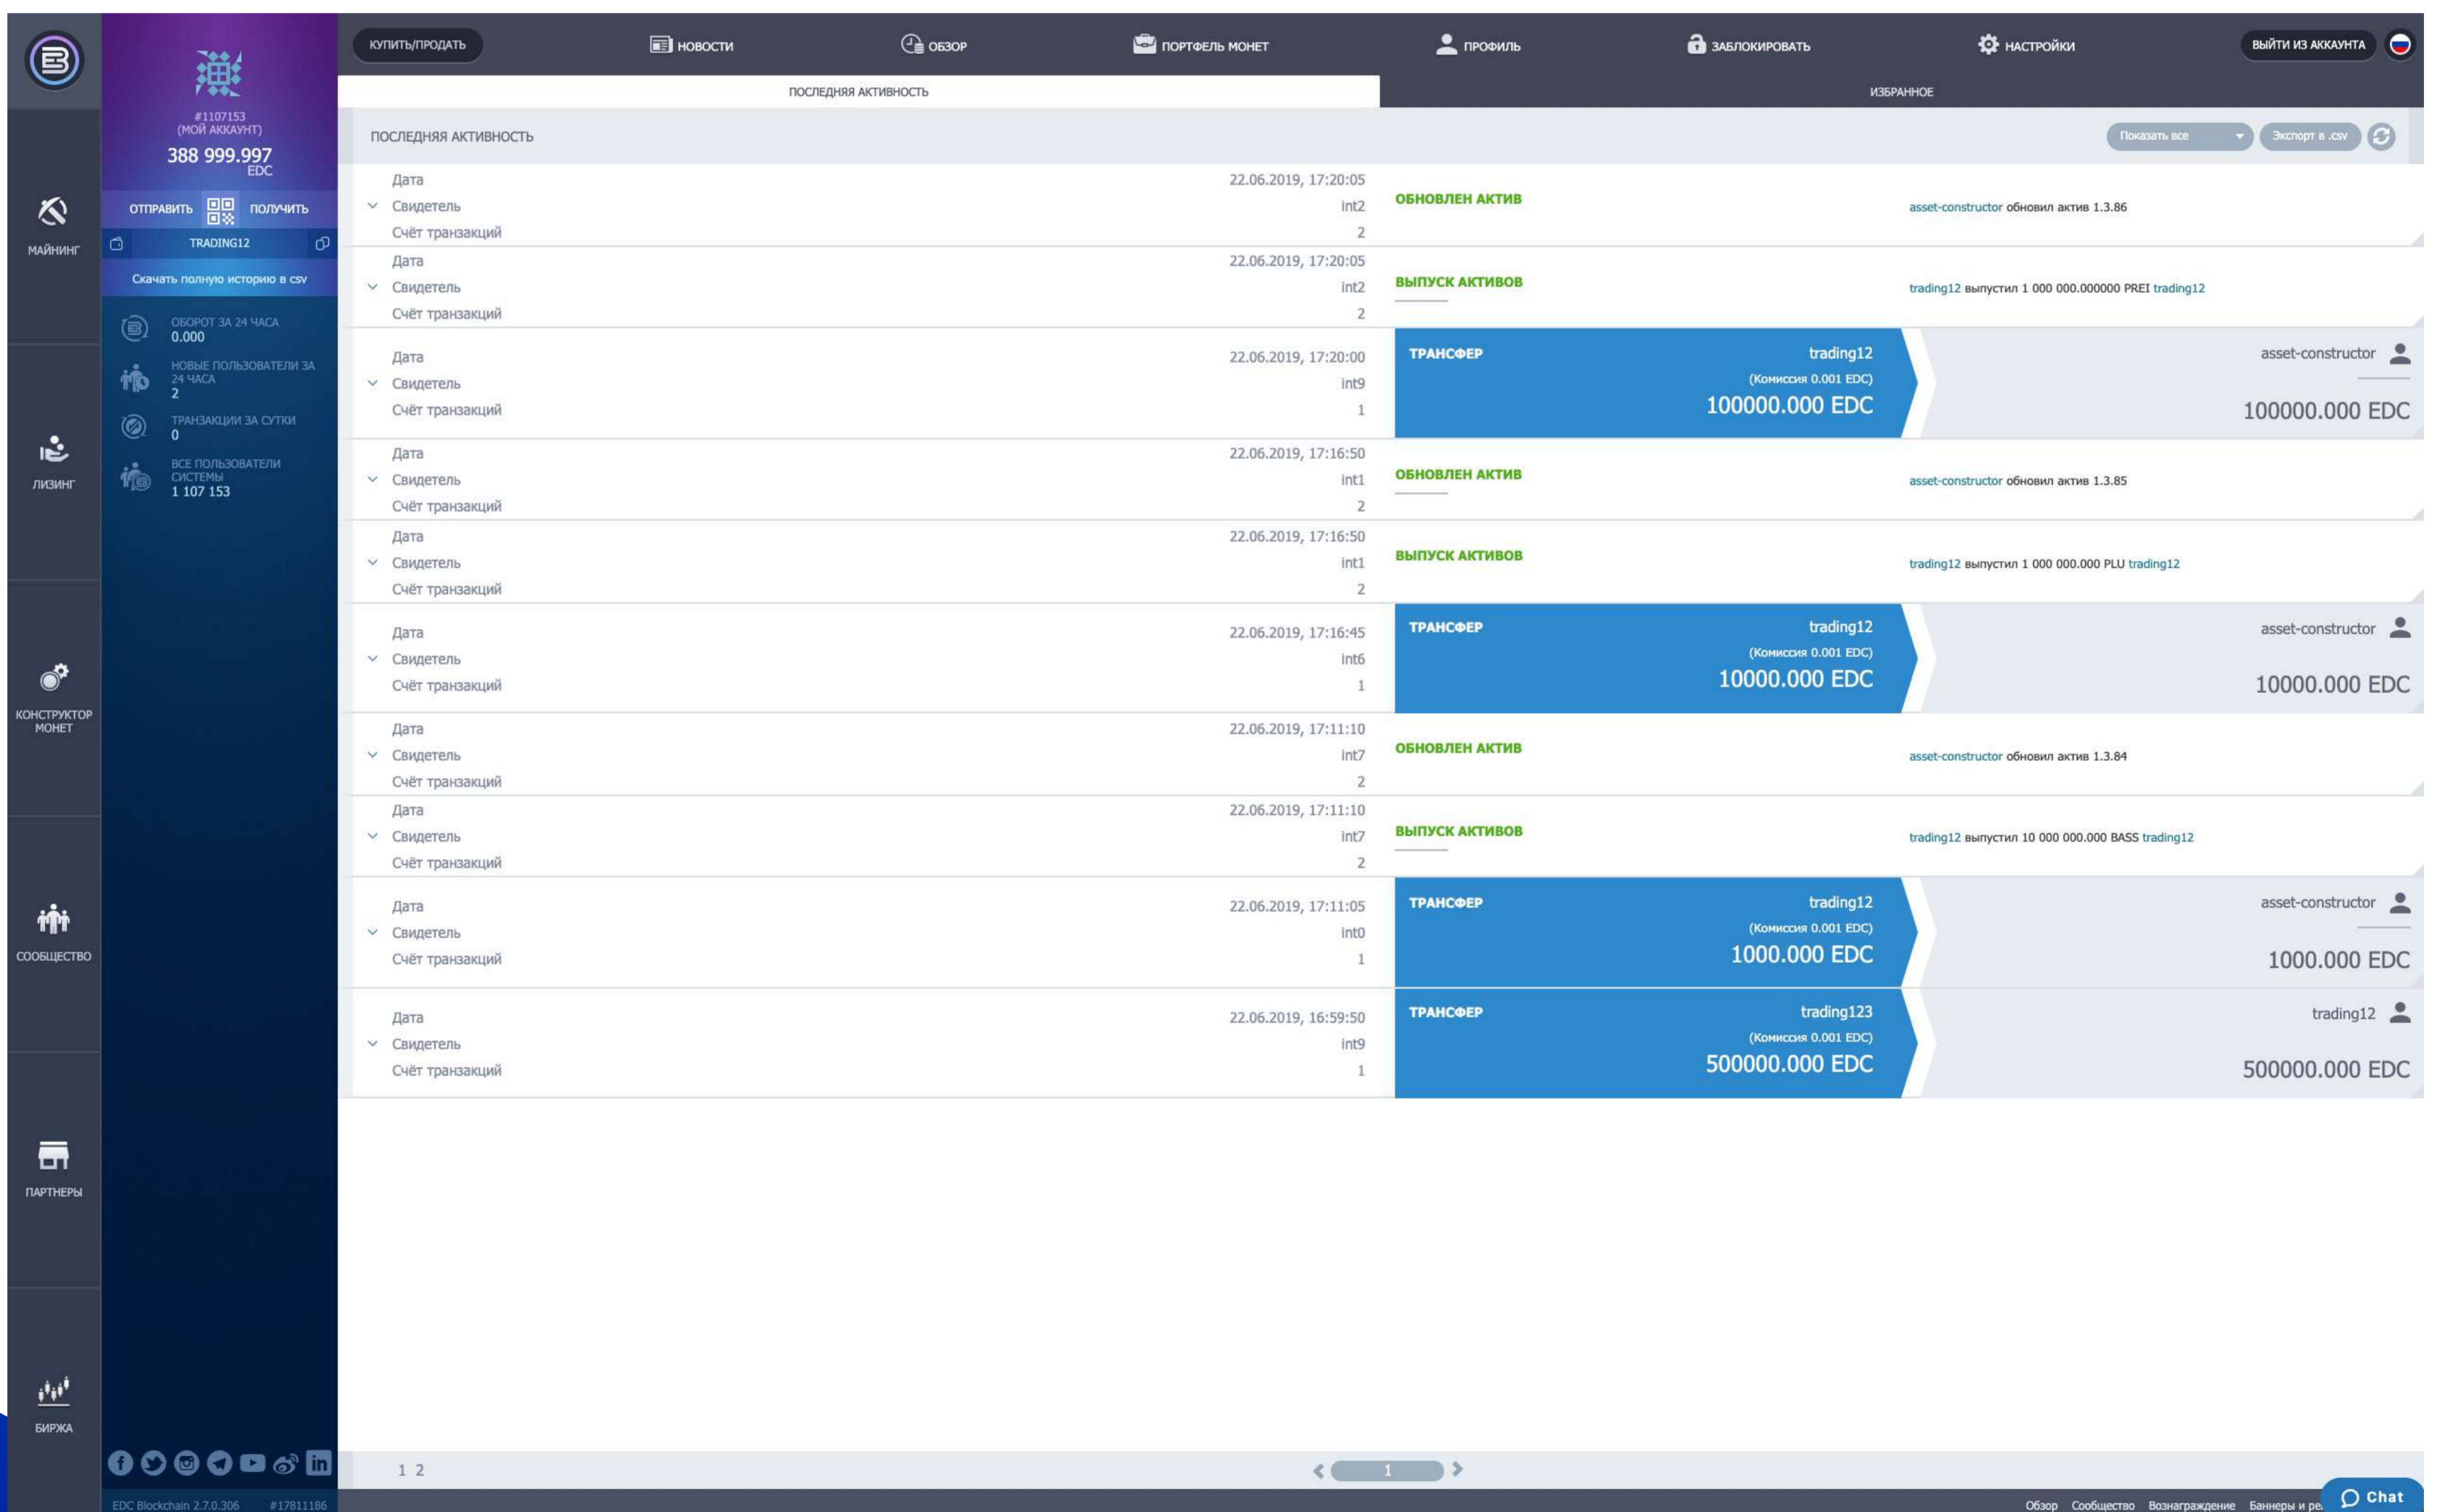 КУПИТЬ/ПРОДАТЬ
НОВОСТИ
ОБЗОР
ПОРТФЕЛЬ МОНЕТ
ПРОФИЛЬ
ЗАБЛОКИРОВАТЬ
НАСТРОЙКИ
ВЫЙТИ ИЗ АККАУНТА
МАЙНИНГ
ЛИЗИНГ
КОНСТРУКТОР
МОНЕТ
СООБЩЕСТВО
ПАРТНЕРЫ
БИРЖА
#1107153
(МОЙ АККАУНТ)
388 999.997
EDC
ОТПРАВИТЬ ПОЛУЧИТЬ
TRADING12
Скачать полную историю в csv
ОБОРОТ ЗА 24 ЧАСА
0.000
НОВЫЕ ПОЛЬЗОВАТЕЛИ ЗА
24 ЧАСА
2
ТРАНЗАКЦИИ ЗА СУТКИ
0
ВСЕ ПОЛЬЗОВАТЕЛИ
СИСТЕМЫ
1 107 153
EDC Blockchain 2.7.0.306 #17811186
ПОСЛЕДНЯЯ АКТИВНОСТЬ
ИЗБРАННОЕ
ПОСЛЕДНЯЯ АКТИВНОСТЬ
Показать все
Экспорт в .csv
Дата 22.06.2019, 17:20:05
Свидетель int2
Счёт транзакций 2
ОБНОВЛЕН АКТИВ
asset-constructor обновил актив 1.3.86
Дата 22.06.2019, 17:20:05
Свидетель int2
Счёт транзакций 2
ВЫПУСК АКТИВОВ
trading12 выпустил 1 000 000.000000 PREI trading12
Дата 22.06.2019, 17:20:00
Свидетель int9
Счёт транзакций 1
ТРАНСФЕР trading12
(Комиссия 0.001 EDC)
100000.000 EDC
asset-constructor
100000.000 EDC
Дата 22.06.2019, 17:16:50
Свидетель int1
Счёт транзакций 2
ОБНОВЛЕН АКТИВ
asset-constructor обновил актив 1.3.85
Дата 22.06.2019, 17:16:50
Свидетель int1
Счёт транзакций 2
ВЫПУСК АКТИВОВ
trading12 выпустил 1 000 000.000 PLU trading12
Дата 22.06.2019, 17:16:45
Свидетель int6
Счёт транзакций 1
ТРАНСФЕР trading12
(Комиссия 0.001 EDC)
10000.000 EDC
asset-constructor
10000.000 EDC
Дата 22.06.2019, 17:11:10
Свидетель int7
Счёт транзакций 2
ОБНОВЛЕН АКТИВ
asset-constructor обновил актив 1.3.84
Дата 22.06.2019, 17:11:10
Свидетель int7
Счёт транзакций 2
ВЫПУСК АКТИВОВ
trading12 выпустил 10 000 000.000 BASS trading12
Дата 22.06.2019, 17:11:05
Свидетель int0
Счёт транзакций 1
ТРАНСФЕР trading12
(Комиссия 0.001 EDC)
1000.000 EDC
asset-constructor
1000.000 EDC
Дата 22.06.2019, 16:59:50
Свидетель int9
Счёт транзакций 1
ТРАНСФЕР trading123
(Комиссия 0.001 EDC)
500000.000 EDC
trading12
500000.000 EDC
1 2
1
Обзор Сообщество Вознаграждение Баннеры и
Chat